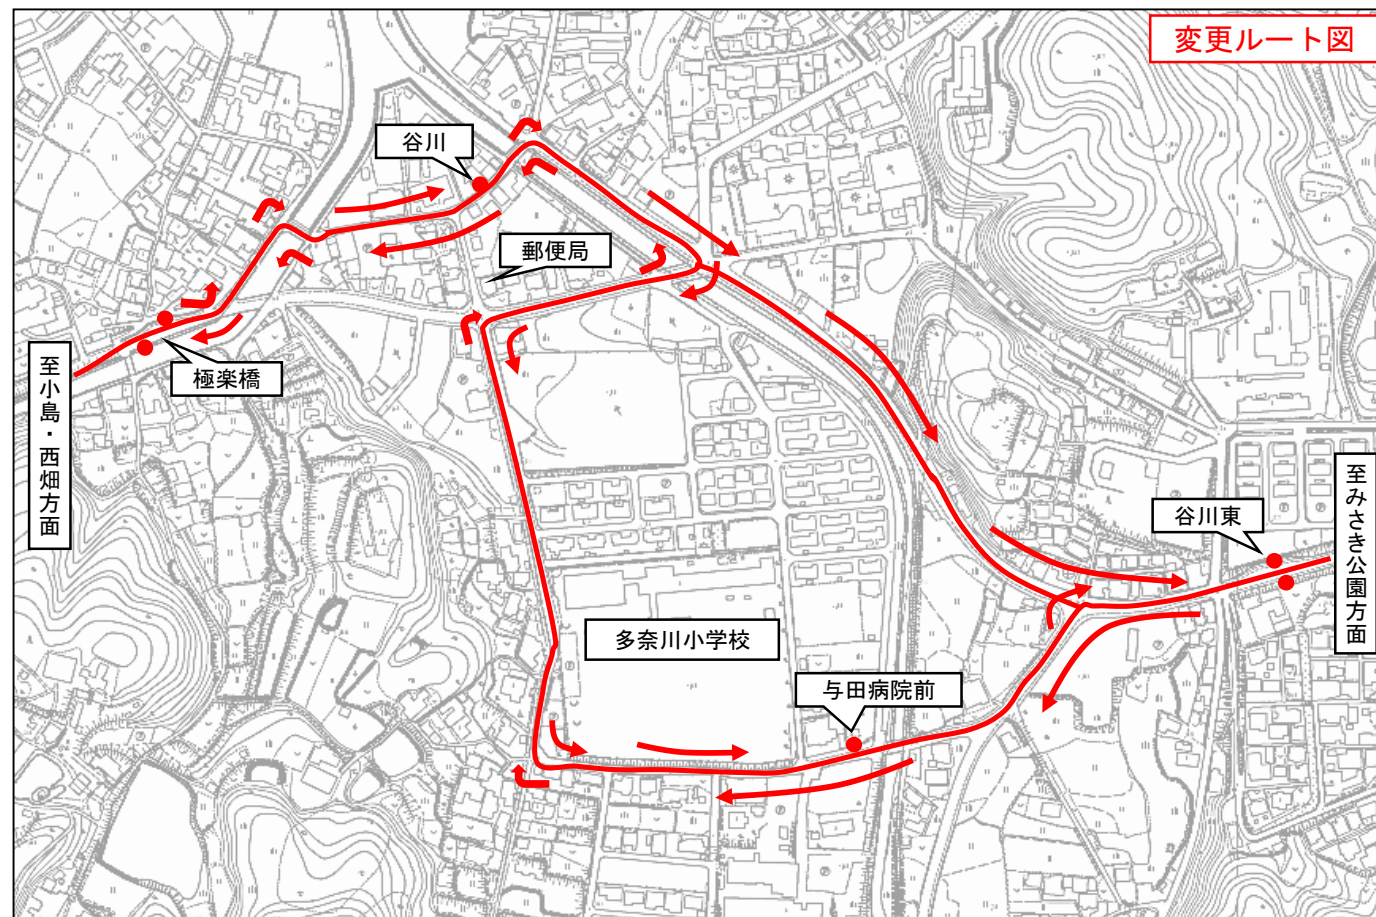 変更ルート図
谷川
郵便局
極楽橋
至小島・西畑方面
谷川東
至みさき公園方面
多奈川小学校
与田病院前